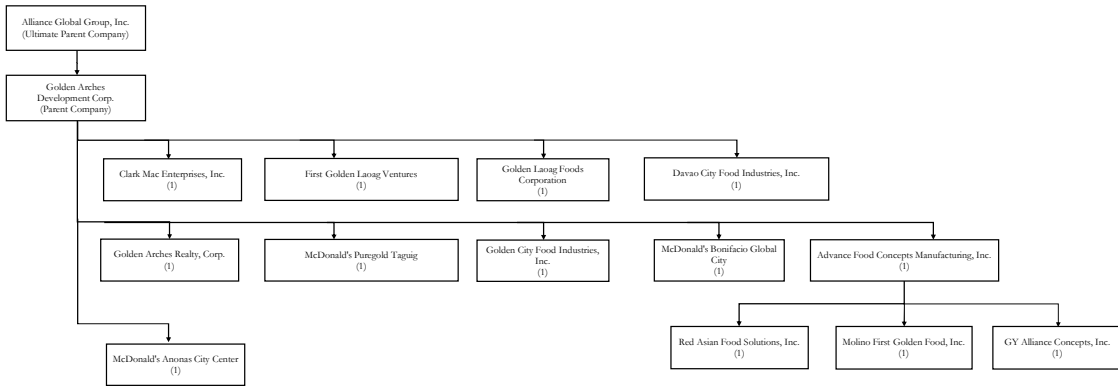 Alliance Global Group, Inc.
(Ultimate Parent Company)
Golden Arches
Development Corp.
(Parent Company)
Clark Mac Enterprises, Inc.
(1)
First Golden Laoag Ventures
(1)
Golden Laoag Foods
Corporation
(1)
Davao City Food Industries, Inc.
(1)
Golden Arches Realty, Corp.
(1)
McDonald's Puregold Taguig
(1)
Golden City Food Industries,
Inc.
(1)
McDonald's Bonifacio Global
City
(1)
Advance Food Concepts Manufacturing, Inc.
(1)
Red Asian Food Solutions, Inc.
(1)
Molino First Golden Food, Inc.
(1)
GY Alliance Concepts, Inc.
(1)
McDonald's Anonas City Center
(1)